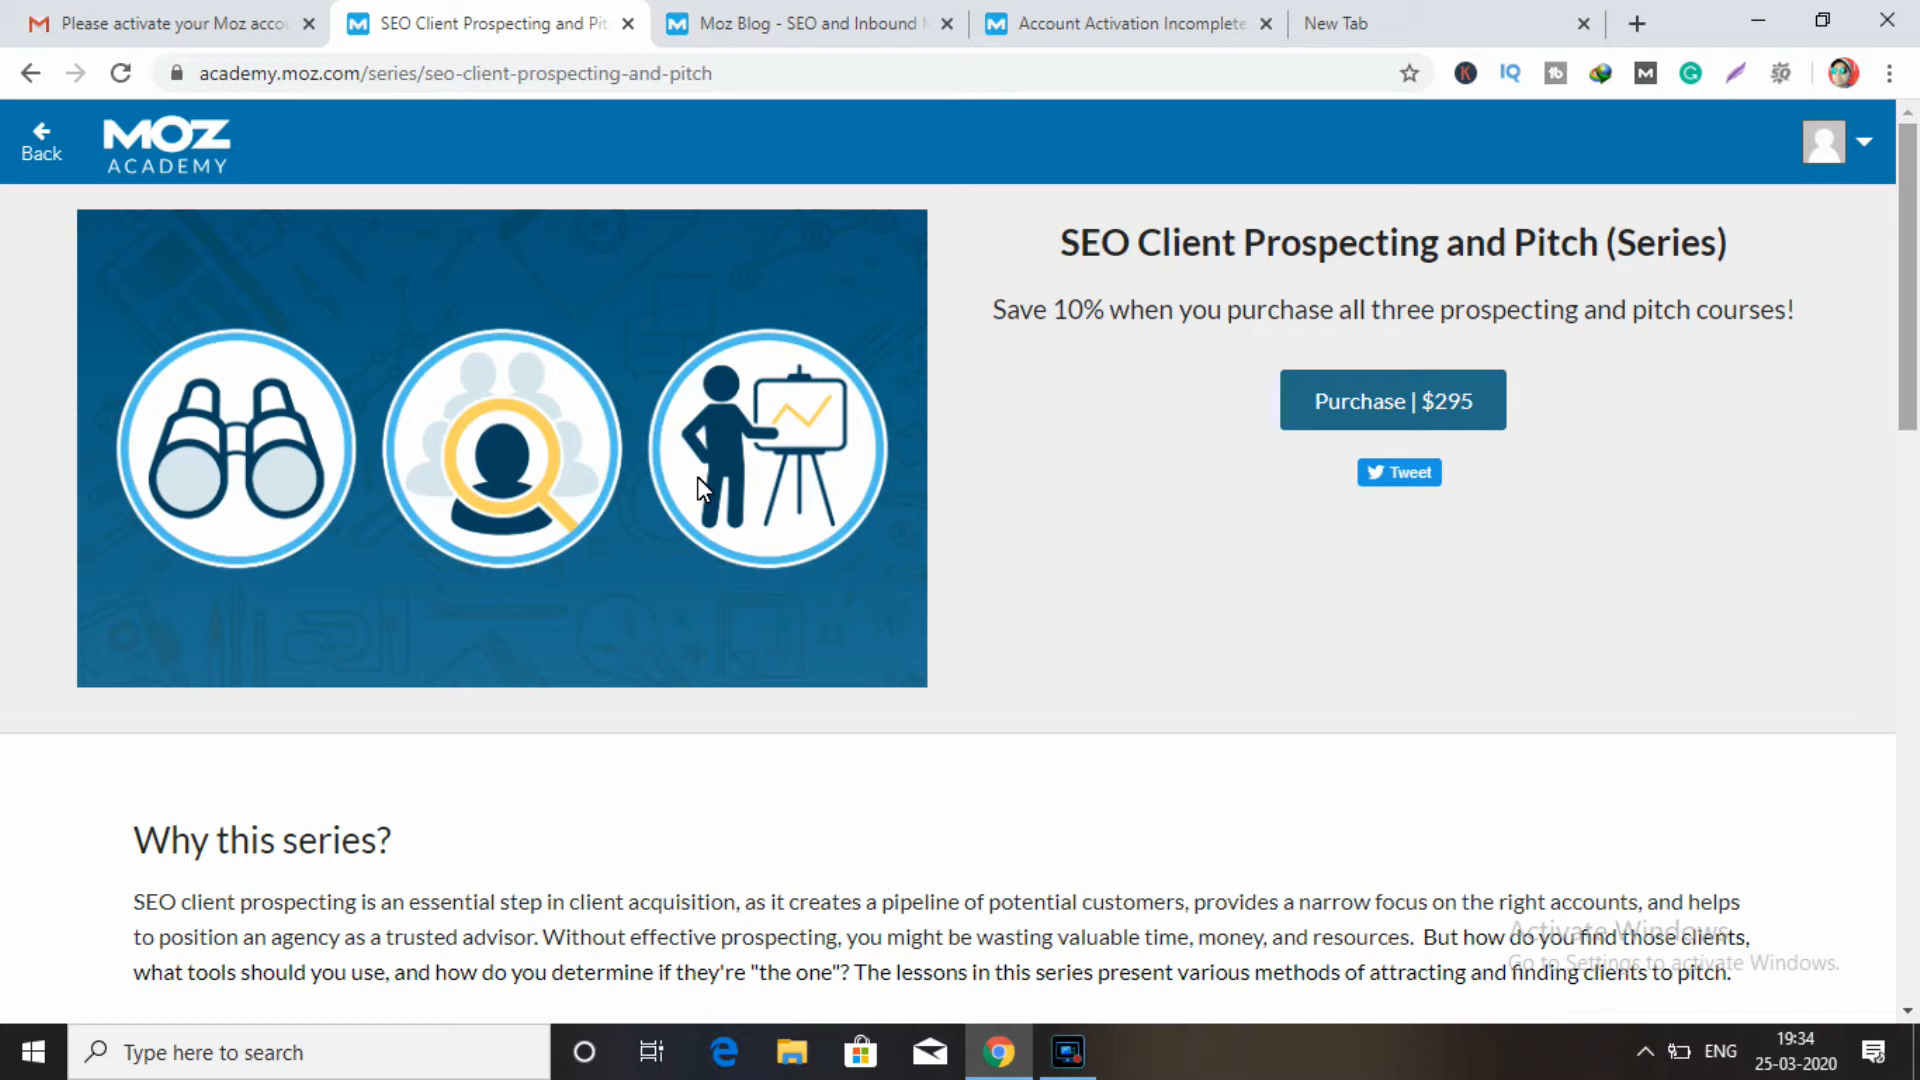 Please activate your Moz acco
SEO Client Prospecting and Pit
Moz Blog - SEO and Inbound
Account Activation Incomplete
New Tab
academy.moz.com/series/seo-client-prospecting-and-pitch
Back
MOZ
ACADEMY
SEO Client Prospecting and Pitch (Series)
Save 10% when you purchase all three prospecting and pitch courses!
Purchase | $295
Tweet
Why this series?
SEO client prospecting is an essential step in client acquisition, as it creates a pipeline of potential customers, provides a narrow focus on the right accounts, and helps
to position an agency as a trusted advisor. Without effective prospecting, you might be wasting valuable time, money, and resources. But how do you find those clients,
what tools should you use, and how do you determine if they're "the one"? The lessons in this series present various methods of attracting and finding clients to pitch.
Activate Windows
Go to Settings to activate Windows.
Type here to search
ENG
19:34
25-03-2020